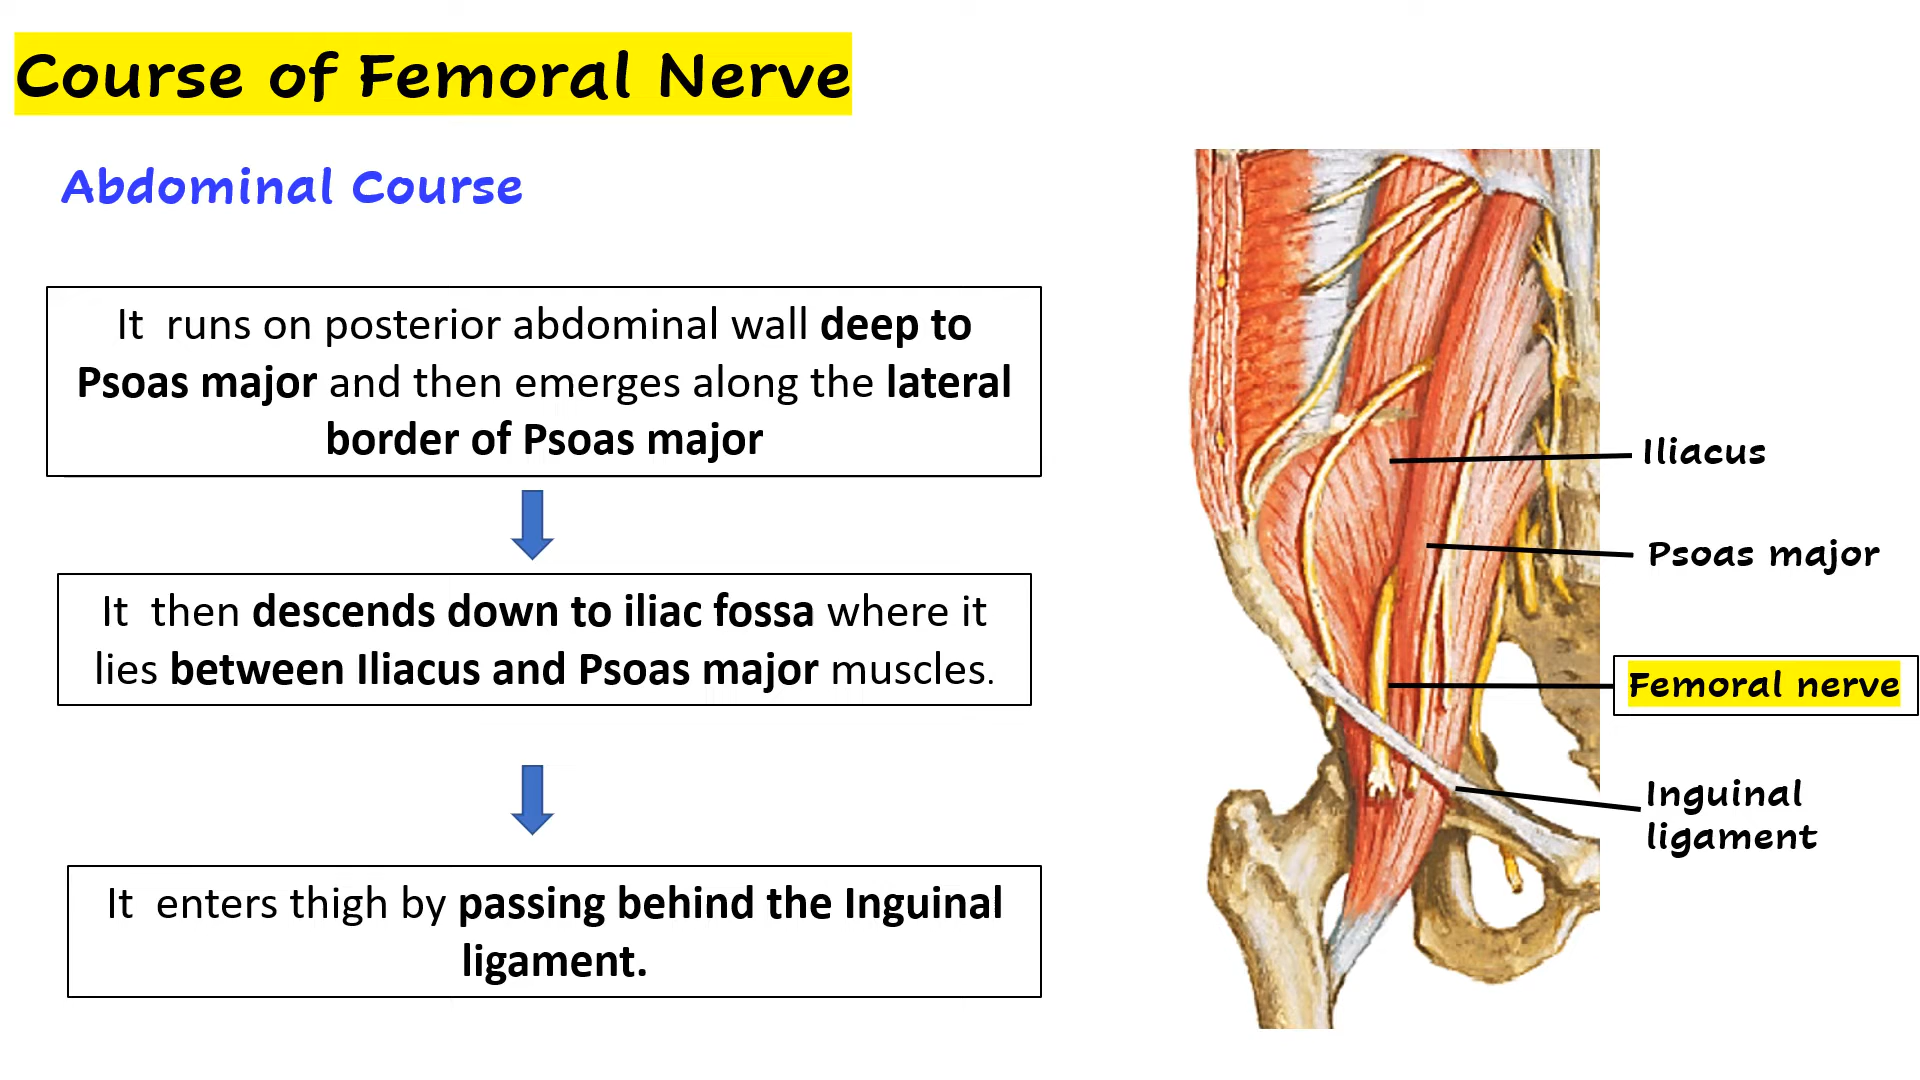 Course of Femoral Nerve
Abdominal Course
It runs on posterior abdominal wall deep to
Psoas major and then emerges along the lateral
border of Psoas major
It then descends down to iliac fossa where it
lies between Iliacus and Psoas major muscles.
It enters thigh by passing behind the Inguinal
ligament.
Iliacus
Psoas major
Femoral nerve
Inguinal
ligament